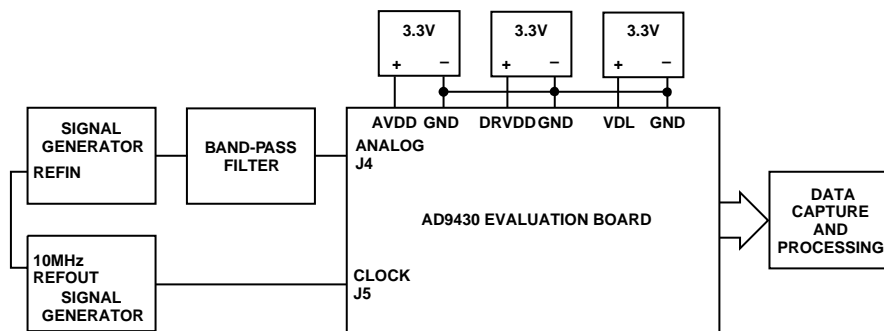 3.3V
3.3V
3.3V
+ –
+ –
+ –
AVDD GND DRVDD GND VDL GND
SIGNAL
GENERATOR
REFIN
BAND-PASS
FILTER
ANALOG
J4
AD9430 EVALUATION BOARD
DATA
CAPTURE
AND
PROCESSING
10MHz
REFOUT
SIGNAL
GENERATOR
CLOCK
J5